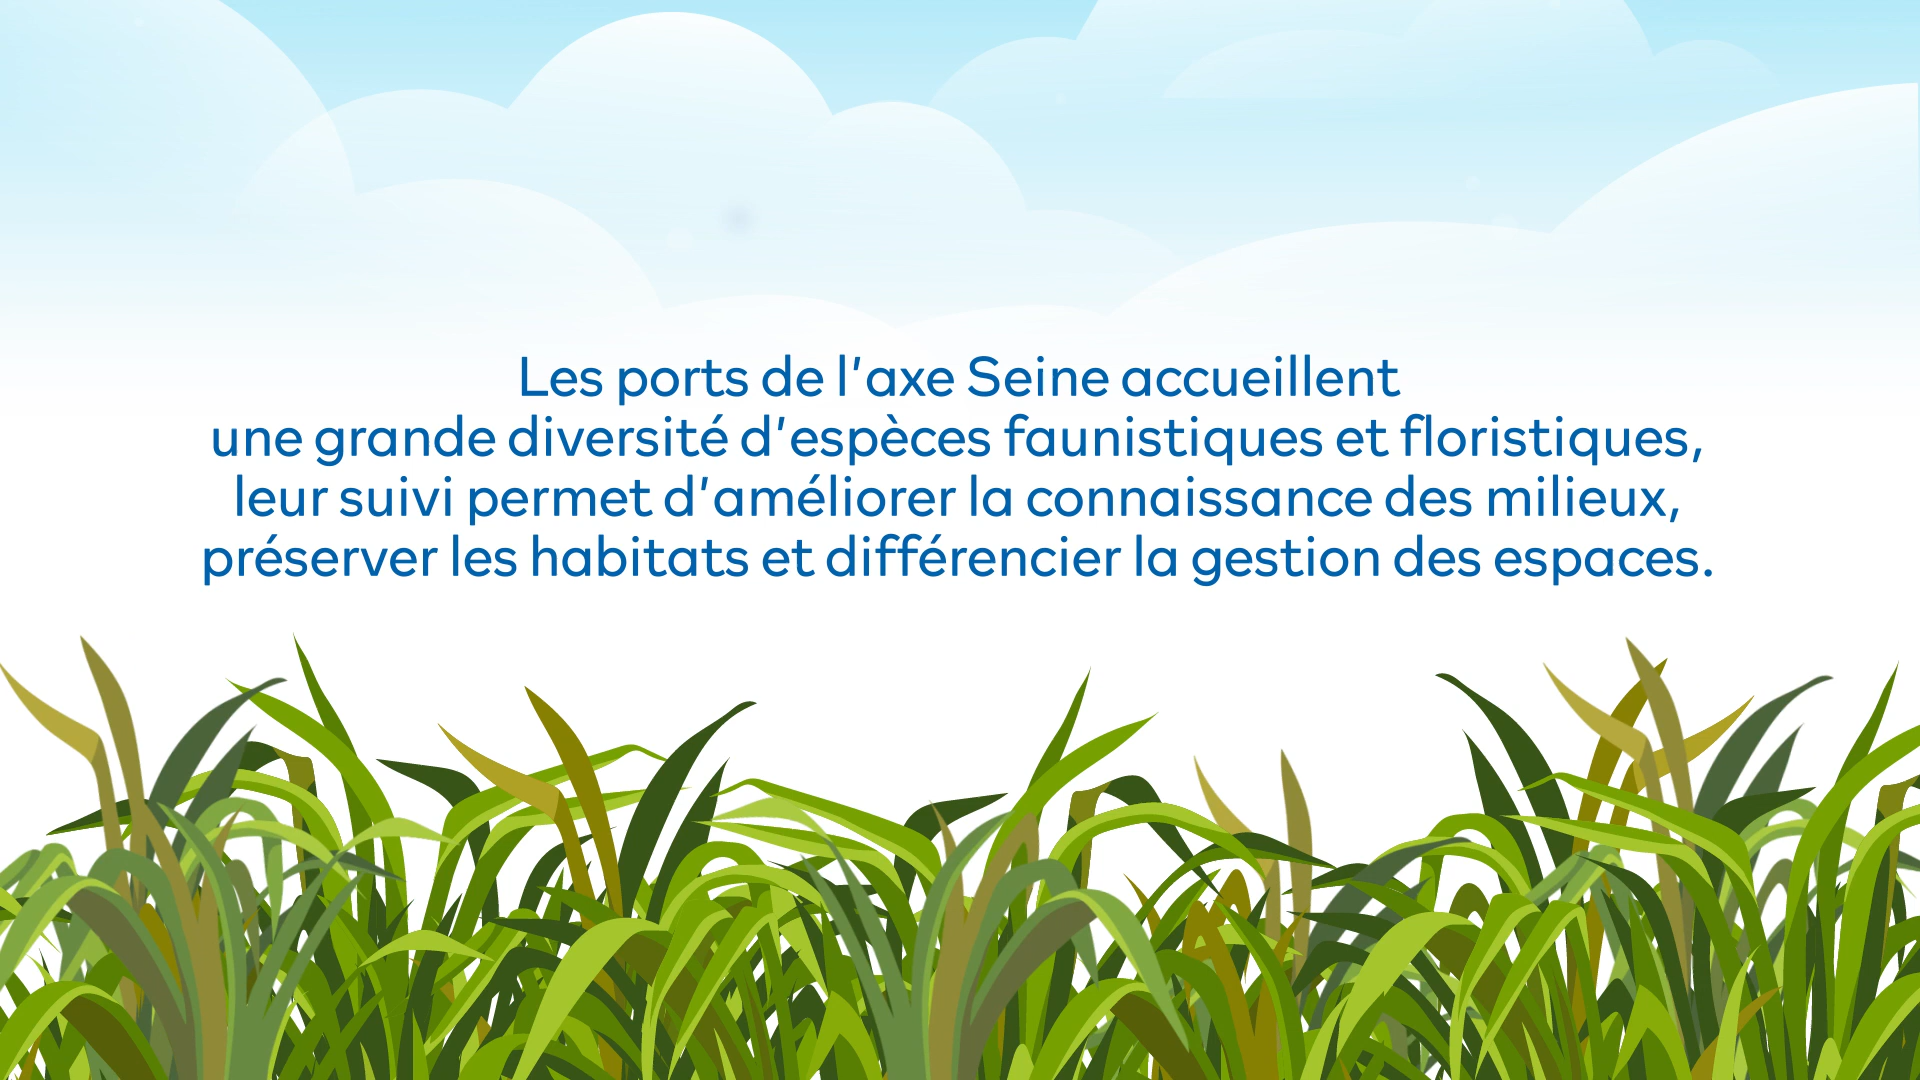 Les ports de l’axe Seine accueillent
une grande diversité d’espèces faunistiques et floristiques,
leur suivi permet d’améliorer la connaissance des milieux,
préserver les habitats et différencier la gestion des espaces.